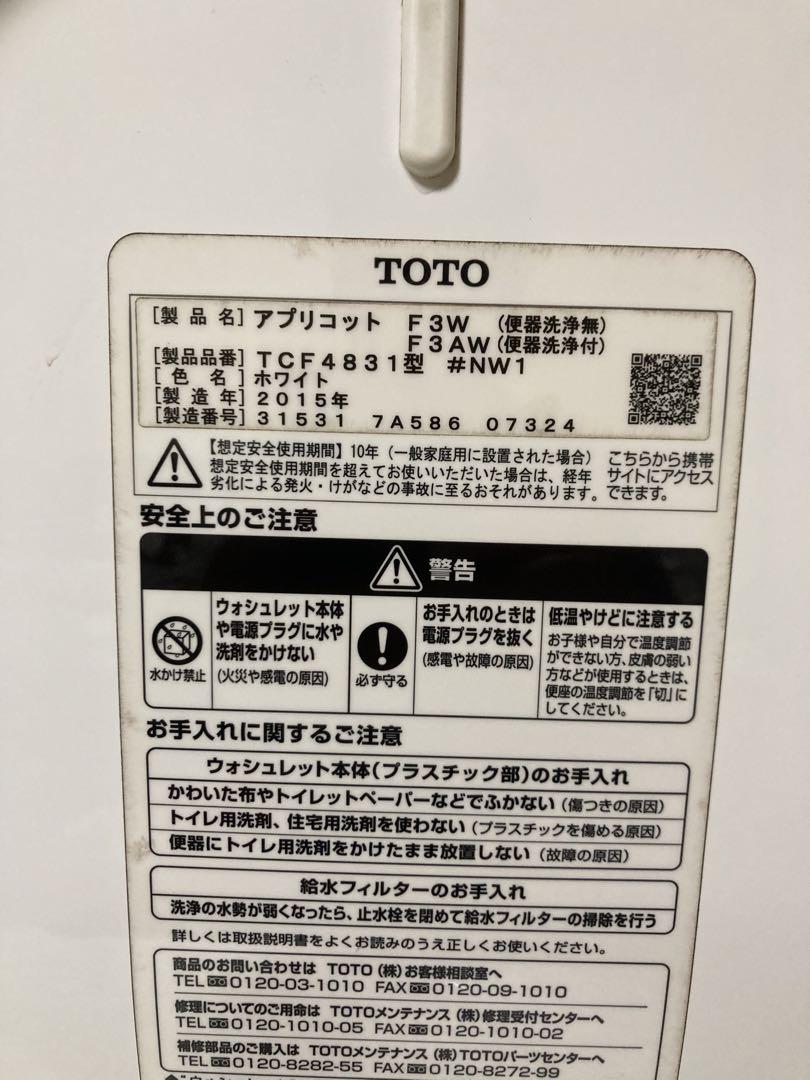 TOTO
[製品名] アプリコット F3W (便器洗浄無)
F3AW (便器洗浄付)
[製品品番] TCF4831型 #NW1
[色名] ホワイト
[製造年] 2015年
[製造番号] 31531 7A586 07324
【想定安全使用期間】10年（一般家庭用に設置された場合）
想定安全使用期間を超えてお使いいただいた場合は、経年
劣化による発火・けがなどの事故に至るおそれがあります。
こちらから携帯
サイトにアクセス
できます。
安全上のご注意
警告
水かけ禁止
ウォシュレット本体
や電源プラグに水や
洗剤をかけない
(火災や感電の原因)
必ず守る
お手入れのときは
電源プラグを抜く
(感電や故障の原因)
低温やけどに注意する
お子様や自分で温度調節
ができない方、皮膚の弱い
方などが使用するときは、
便座の温度調節を「切」に
してください。
お手入れに関するご注意
ウォシュレット本体(プラスチック部)のお手入れ
かわいた布やトイレットペーパーなどでふかない (傷つきの原因)
トイレ用洗剤、住宅用洗剤を使わない (プラスチックを傷める原因)
便器にトイレ用洗剤をかけたまま放置しない (故障の原因)
給水フィルターのお手入れ
洗浄の水勢が弱くなったら、止水栓を閉めて給水フィルターの掃除を行う
詳しくは取扱説明書をよくお読みのうえ正しくお使いください。
商品のお問い合わせは TOTO (株)お客様相談室へ
TEL 0120-03-1010 FAX 0120-09-1010
修理についてのご用命は TOTOメンテナンス (株)修理受付センターへ
TEL 0120-1010-05 FAX 0120-1010-02
補修部品のご購入は TOTOメンテナンス (株)TOTOパーツセンターへ
TEL 0120-8282-55 FAX 0120-8272-99